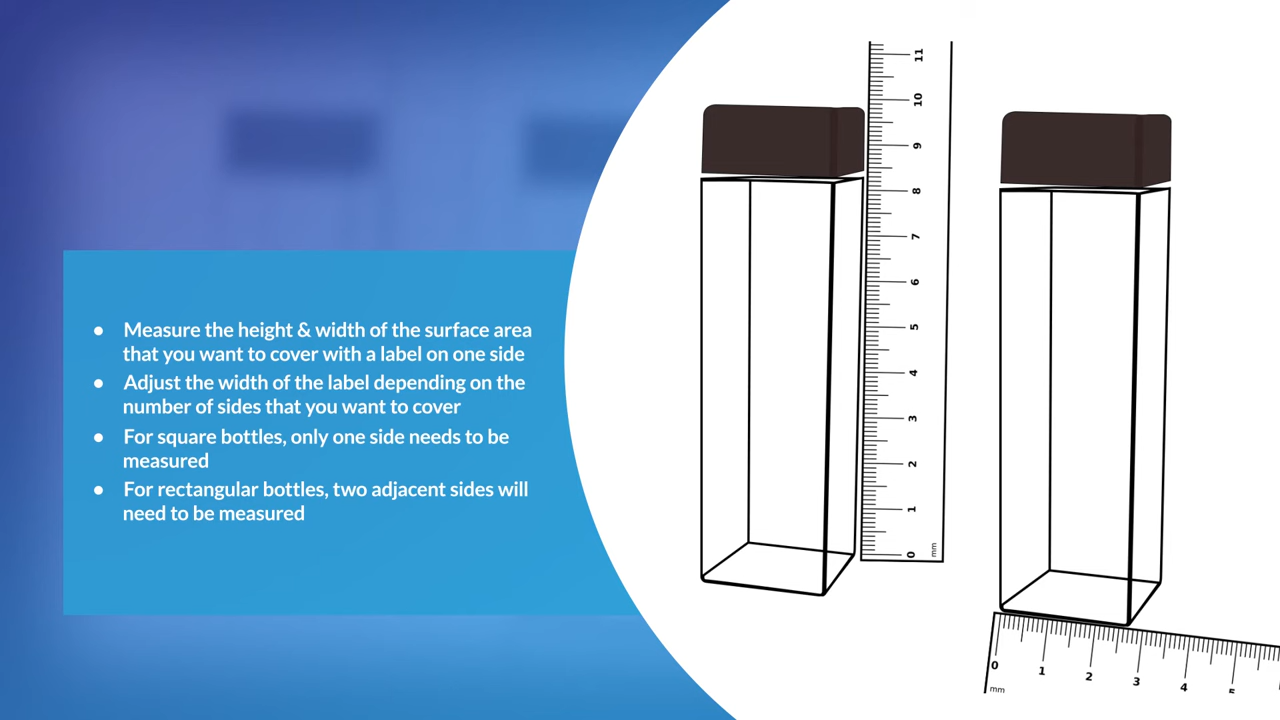 ● Measure the height & width of the surface area
that you want to cover with a label on one side
● Adjust the width of the label depending on the
number of sides that you want to cover
● For square bottles, only one side needs to be
measured
● For rectangular bottles, two adjacent sides will
need to be measured
11
10
9
8
7
6
5
4
3
2
1
0
mm
0
1
2
3
4
5
mm